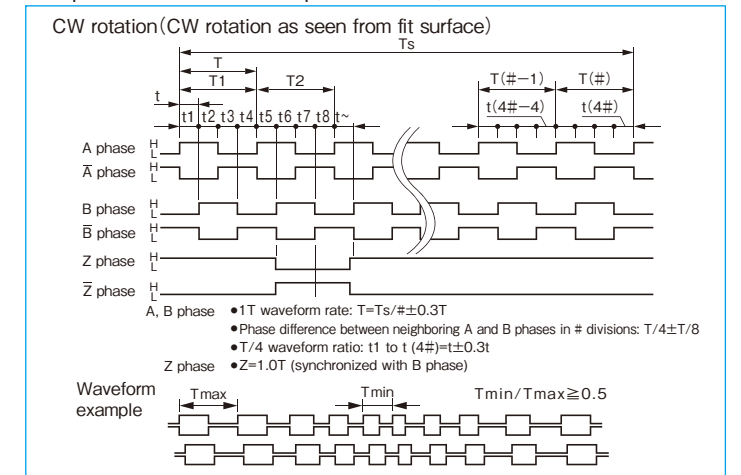 CW rotation(CW rotation as seen from fit surface)
Ts
T
T1 T2 T(#−1) T(#)
t
t1 t2 t3 t4 t5 t6 t7 t8 t~ t(4#−4) t(4#)
A phase H L
A̅ phase H L
B phase H L
B̅ phase H L
Z phase H L
Z̅ phase H L
A, B phase ●1T waveform rate: T=Ts/#±0.3T
●Phase difference between neighboring A and B phases in # divisions: T/4±T/8
●T/4 waveform ratio: t1 to t (4#)=t±0.3t
Z phase ●Z=1.0T (synchronized with B phase)
Waveform example
Tmax Tmin Tmin/Tmax≧0.5